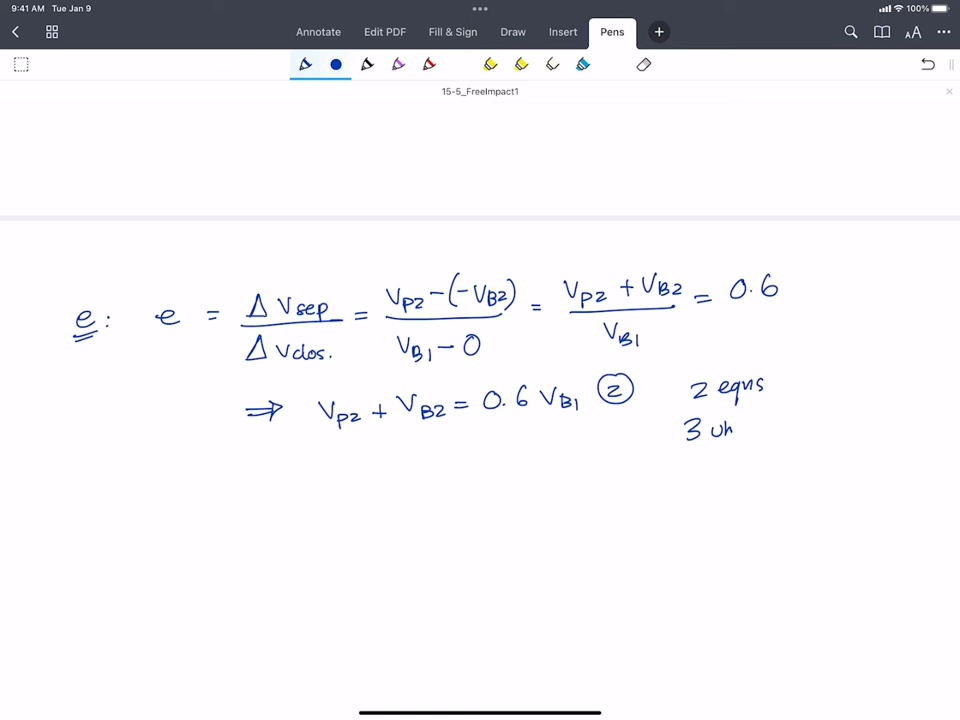 9:41 AM Tue Jan 9
100%
Annotate Edit PDF Fill & Sign Draw Insert Pens
AA
15-5_FreeImpact1
e: e = ΔVsep / ΔVclos. = (VP2 − (−VB2)) / (VB1 − 0) = (VP2 + VB2) / VB1 = 0.6
⇒ VP2 + VB2 = 0.6 VB1 ② 2 eqns
3 un